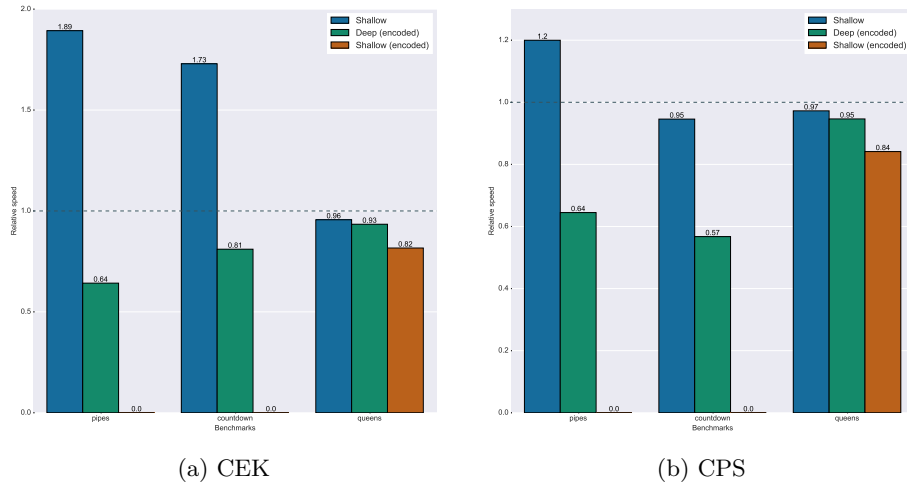 2.0
1.5
1.0
0.5
0.0
Relative speed
1.89
0.64
0.0
1.73
0.81
0.0
0.96
0.93
0.82
Shallow
Deep (encoded)
Shallow (encoded)
pipes
countdown
queens
Benchmarks
(a) CEK
1.2
1.0
0.8
0.6
0.4
0.2
0.0
Relative speed
1.2
0.64
0.0
0.95
0.57
0.0
0.97
0.95
0.84
Shallow
Deep (encoded)
Shallow (encoded)
pipes
countdown
queens
Benchmarks
(b) CPS